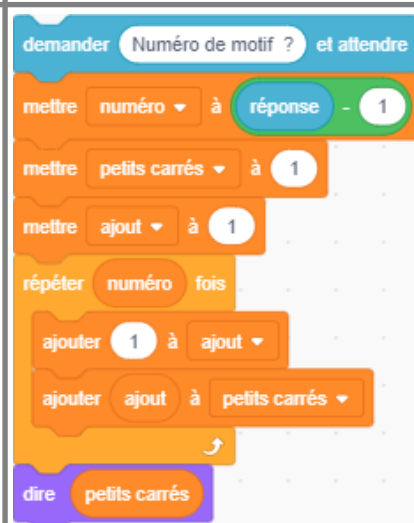 demander Numéro de motif ? et attendre
mettre numéro à réponse - 1
mettre petits carrés à 1
mettre ajout à 1
répéter numéro fois
ajouter 1 à ajout
ajouter ajout à petits carrés
dire petits carrés